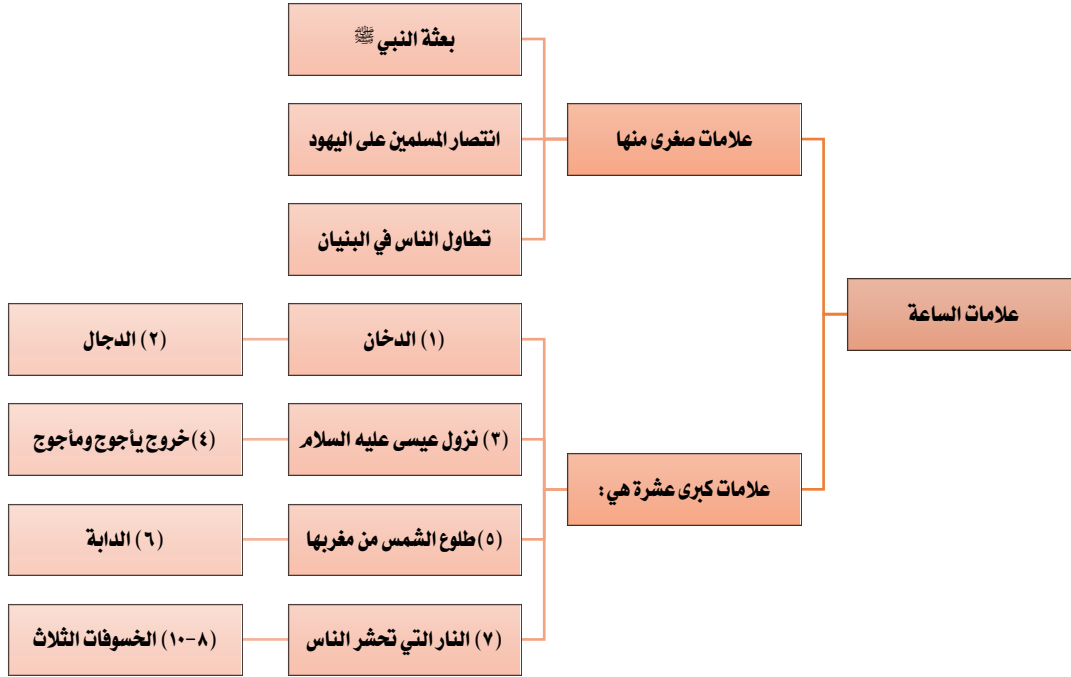 علامات الساعة
علامات صغرى منها
بعثة النبي ﷺ
انتصار المسلمين على اليهود
تطاول الناس في البنيان
علامات كبرى عشرة هي:
(١) الدخان
(٢) الدجال
(٣) نزول عيسى عليه السلام
(٤)خروج يأجوج ومأجوج
(٥)طلوع الشمس من مغربها
(٦) الدابة
(٧) النار التي تحشر الناس
(٨-١٠) الخسوفات الثلاث